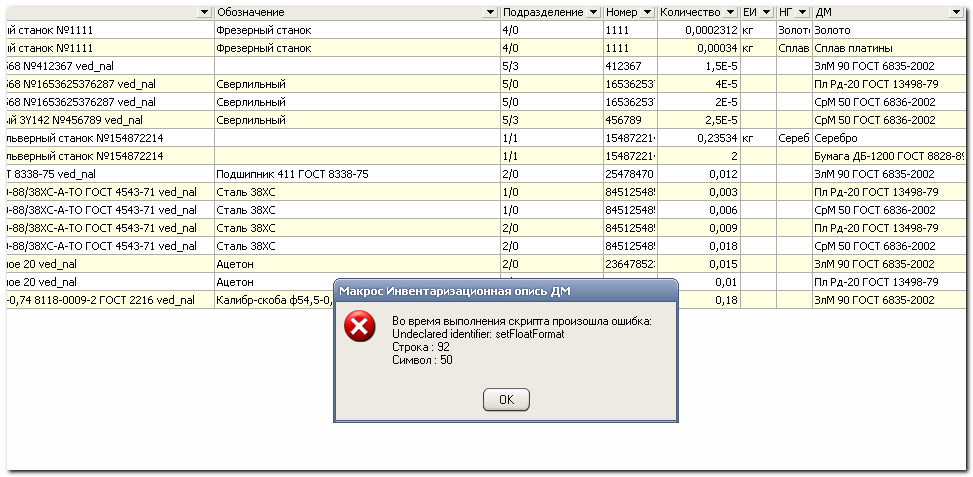 Обозначение Подразделение Номер Количество ЕИ НГ ДМ
й станок №1111 Фрезерный станок 4/0 1111 0,0002312 кг Золото Золото
й станок №1111 Фрезерный станок 4/0 1111 0,00034 кг Сплав Сплав платины
568 №412367 ved_nal 5/3 412367 1,5E-5 ЗлМ 90 ГОСТ 6835-2002
568 №1653625376287 ved_nal Сверлильный 5/0 165362537 4E-5 Пл Рд-20 ГОСТ 13498-79
568 №1653625376287 ved_nal Сверлильный 5/0 165362537 2E-5 СрМ 50 ГОСТ 6836-2002
ый 3У142 №456789 ved_nal Сверлильный 5/3 456789 2,5E-5 СрМ 50 ГОСТ 6836-2002
львер­ный станок №154872214 1/1 15487221 0,23534 кг Сереб Серебро
львер­ный станок №154872214 1/1 15487221 2 Бумага ДБ-1200 ГОСТ 8828-89
Т 8338-75 ved_nal Подшипник 411 ГОСТ 8338-75 2/0 25478470 0,012 ЗлМ 90 ГОСТ 6835-2002
-88/38ХС-А-ТО ГОСТ 4543-71 ved_nal Сталь 38ХС 1/0 84512548 0,003 Пл Рд-20 ГОСТ 13498-79
-88/38ХС-А-ТО ГОСТ 4543-71 ved_nal Сталь 38ХС 1/0 84512548 0,006 СрМ 50 ГОСТ 6836-2002
-88/38ХС-А-ТО ГОСТ 4543-71 ved_nal Сталь 38ХС 2/0 84512548 0,009 Пл Рд-20 ГОСТ 13498-79
-88/38ХС-А-ТО ГОСТ 4543-71 ved_nal Сталь 38ХС 2/0 84512548 0,018 СрМ 50 ГОСТ 6836-2002
ное 20 ved_nal Ацетон 2/0 23647852 0,015 ЗлМ 90 ГОСТ 6835-2002
ное 20 ved_nal Ацетон 0,01 Пл Рд-20 ГОСТ 13498-79
-0,74 8118-0009-2 ГОСТ 2216 ved_nal Калибр-скоба ф54,5-0, 0,18 ЗлМ 90 ГОСТ 6835-2002
Макрос Инвентаризационная опись ДМ
Во время выполнения скрипта произошла ошибка:
Undeclared identifier: setFloatFormat
Строка : 92
Символ : 50
OK